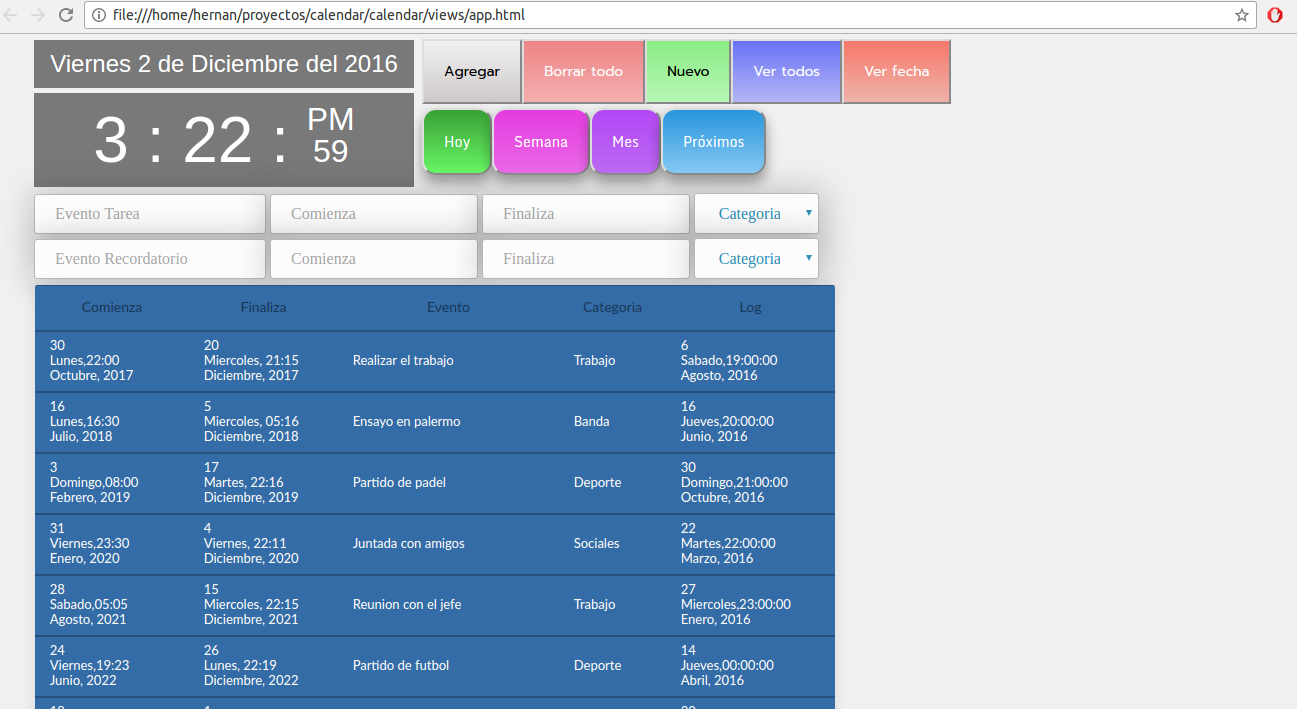 file:///home/hernan/proyectos/calendar/calendar/views/app.html
Viernes 2 de Diciembre del 2016
3 : 22 : PM 59
Agregar Borrar todo Nuevo Ver todos Ver fecha
Hoy Semana Mes Próximos
Evento Tarea Comienza Finaliza Categoria
Evento Recordatorio Comienza Finaliza Categoria
Comienza Finaliza Evento Categoria Log
30 20 6
Lunes,22:00 Miercoles, 21:15 Realizar el trabajo Trabajo Sabado,19:00:00
Octubre, 2017 Diciembre, 2017 Agosto, 2016
16 5 16
Lunes,16:30 Miercoles, 05:16 Ensayo en palermo Banda Jueves,20:00:00
Julio, 2018 Diciembre, 2018 Junio, 2016
3 17 30
Domingo,08:00 Martes, 22:16 Partido de padel Deporte Domingo,21:00:00
Febrero, 2019 Diciembre, 2019 Octubre, 2016
31 4 22
Viernes,23:30 Viernes, 22:11 Juntada con amigos Sociales Martes,22:00:00
Enero, 2020 Diciembre, 2020 Marzo, 2016
28 15 27
Sabado,05:05 Miercoles, 22:15 Reunion con el jefe Trabajo Miercoles,23:00:00
Agosto, 2021 Diciembre, 2021 Enero, 2016
24 26 14
Viernes,19:23 Lunes, 22:19 Partido de futbol Deporte Jueves,00:00:00
Junio, 2022 Diciembre, 2022 Abril, 2016